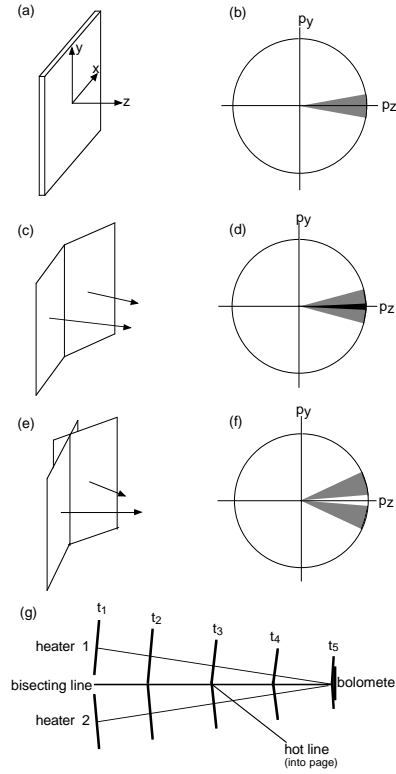 (a)
y
x
z
(b)
py
pz
(c)
(d)
py
pz
(e)
(f)
py
pz
(g)
t1
t2
t3
t4
t5
heater 1
bisecting line
bolomete
heater 2
hot line
(into page)